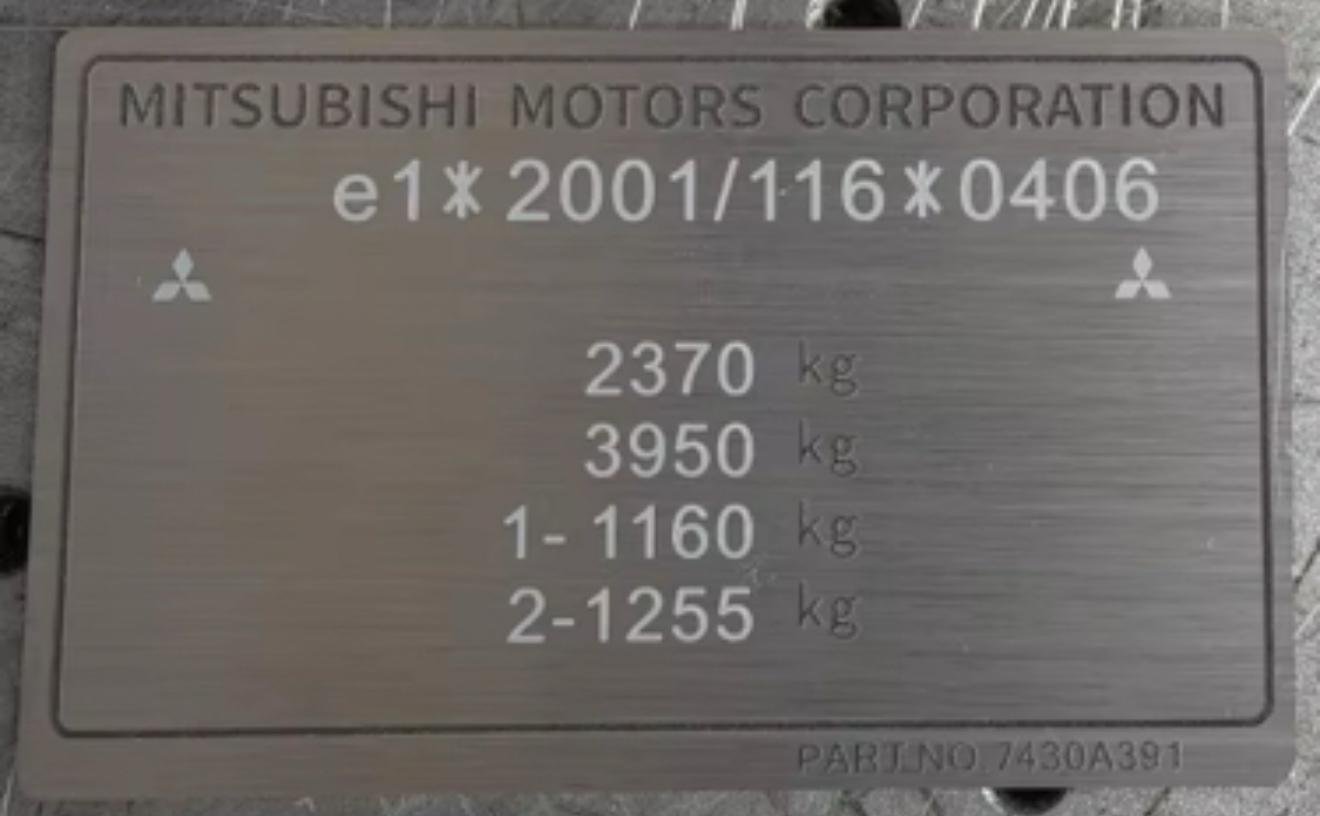 MITSUBISHI MOTORS CORPORATION
e1*2001/116*0406
2370 kg
3950 kg
1- 1160 kg
2-1255 kg
PART NO 7430A391